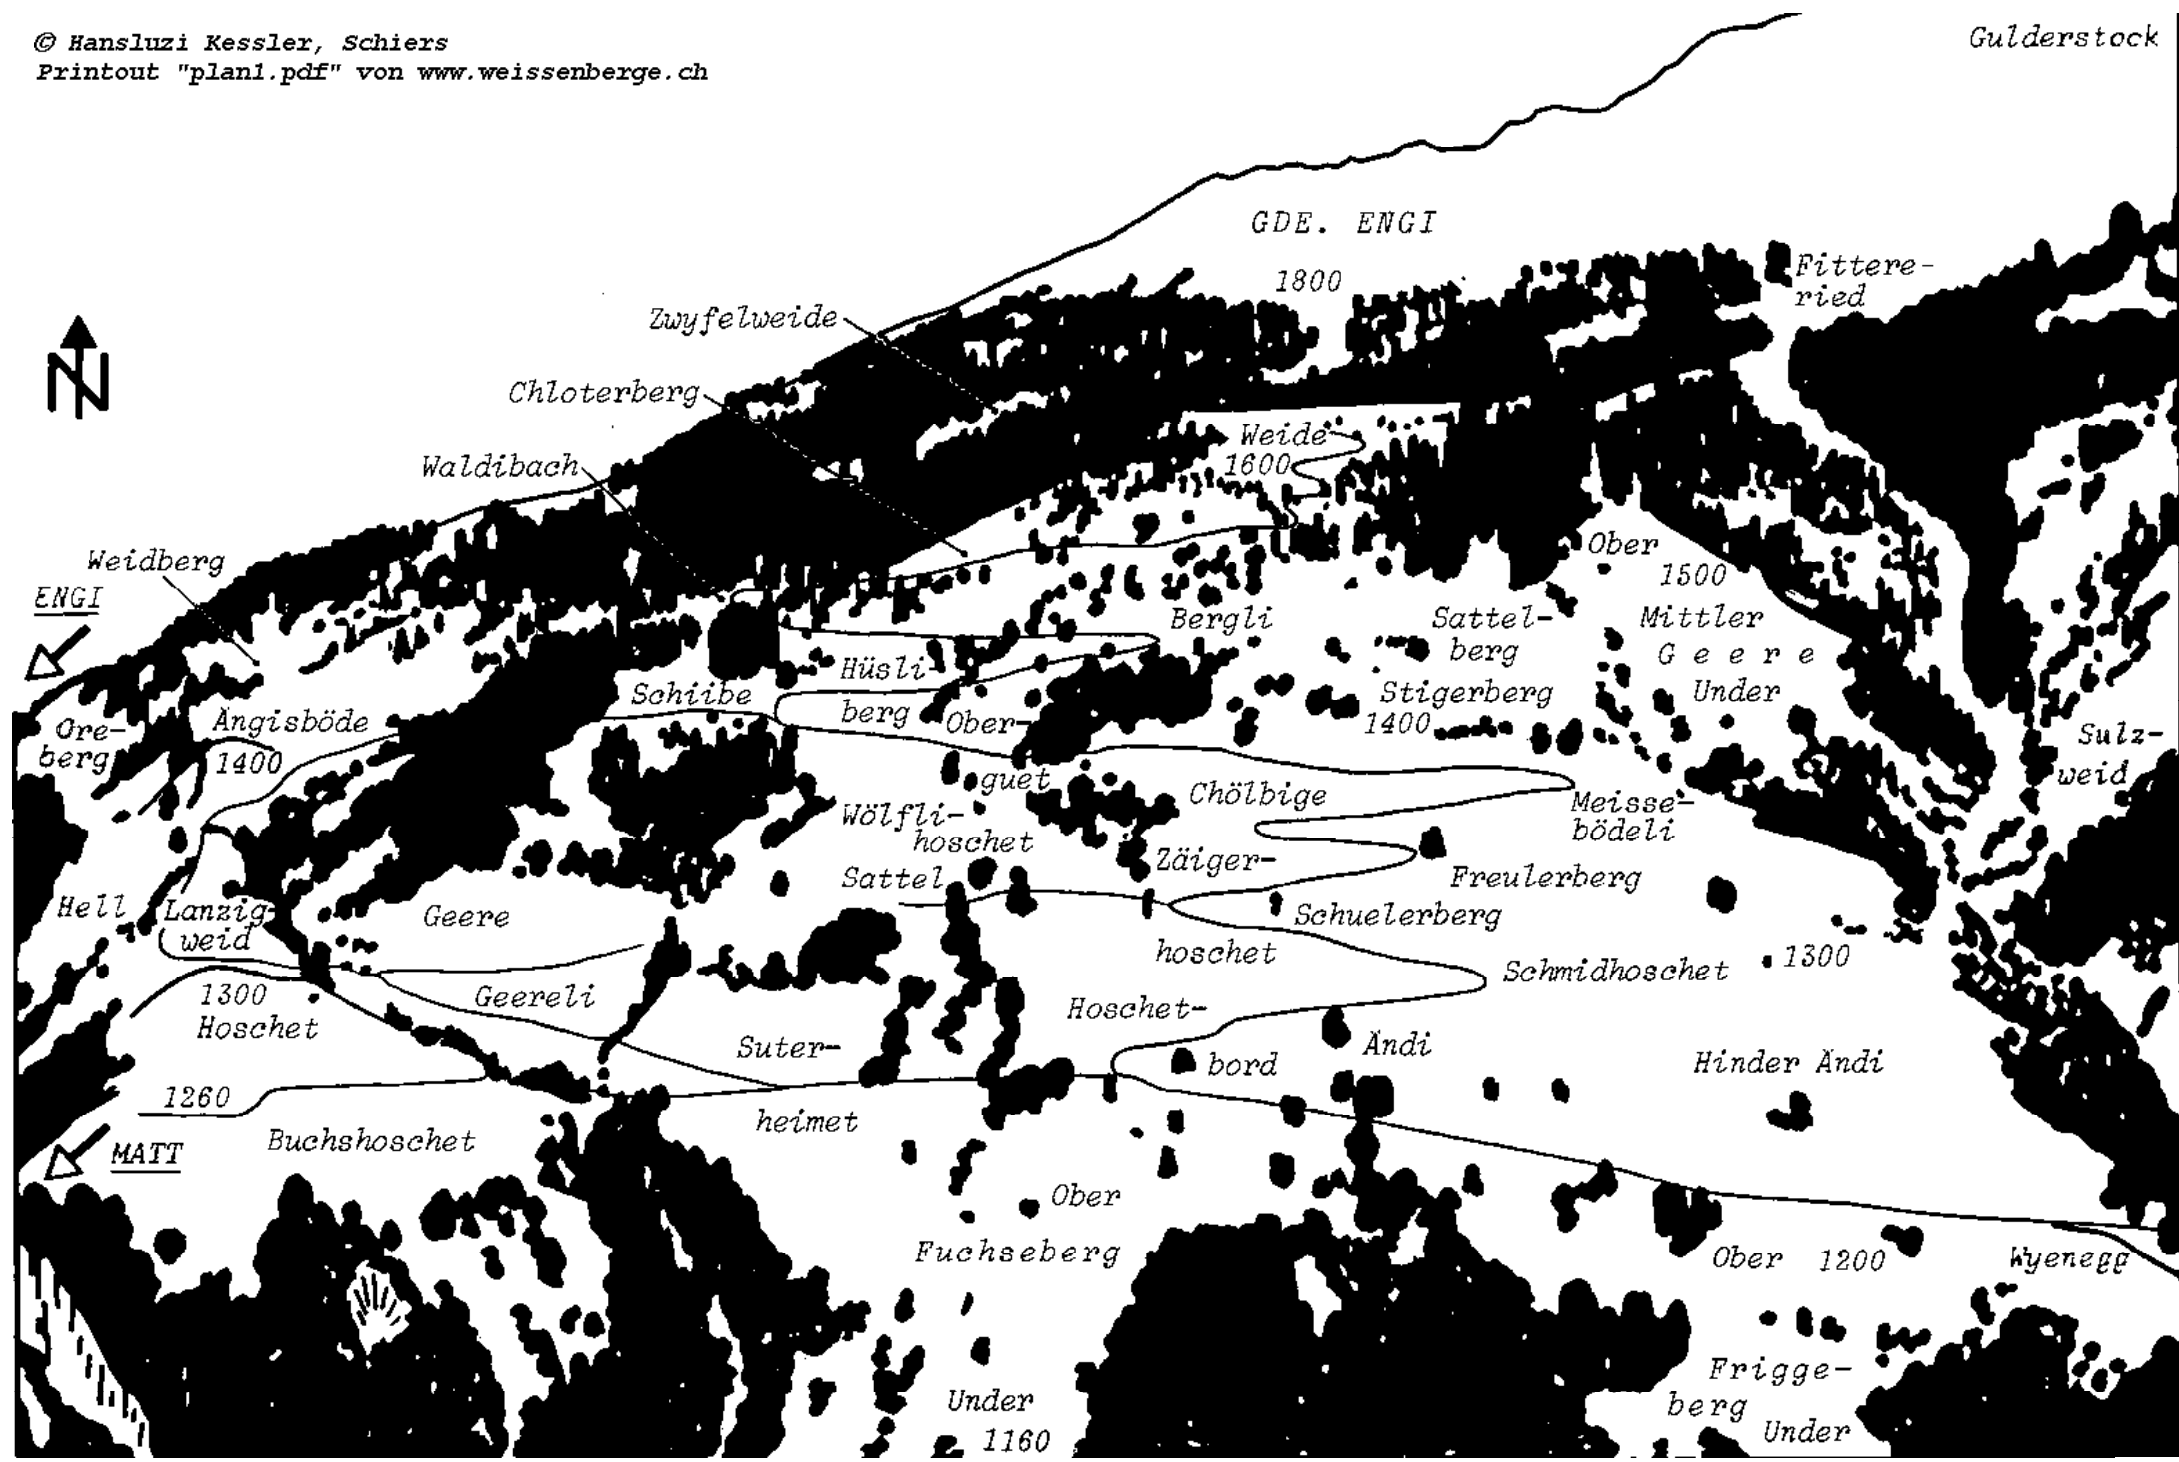 © Hansluzi Kessler, Schiers
Printout "plan1.pdf" von www.weissenberge.ch
Gulderstock
GDE. ENGI
1800
Fittere-
ried
Zwyfelweide
Chloterberg
Weide
1600
Waldibach
Ober
1500
Weidberg
ENGI
Bergli
Sattel-
berg
Mittler
Geere
Under
Hüsli-
berg
Schiibe
Stigerberg
1400
Ore-
berg
Ängisböde
1400
Ober-
guet
Sulz-
weid
Chölbige
Meisse-
bödeli
Wölfli-
hoschet
Zäiger-
hoschet
Sattel
Freulerberg
Schuelerberg
Hell
Lanzig-
weid
Geere
1300
Schmidhoschet
1300
Hoschet
Geereli
Hoschet-
bord
Suter-
heimet
Ändi
Hinder Ändi
1260
MATT
Buchshoschet
Ober
Fuchseberg
Ober 1200
Wyenegg
Frigge-
berg
Under
1160
Under